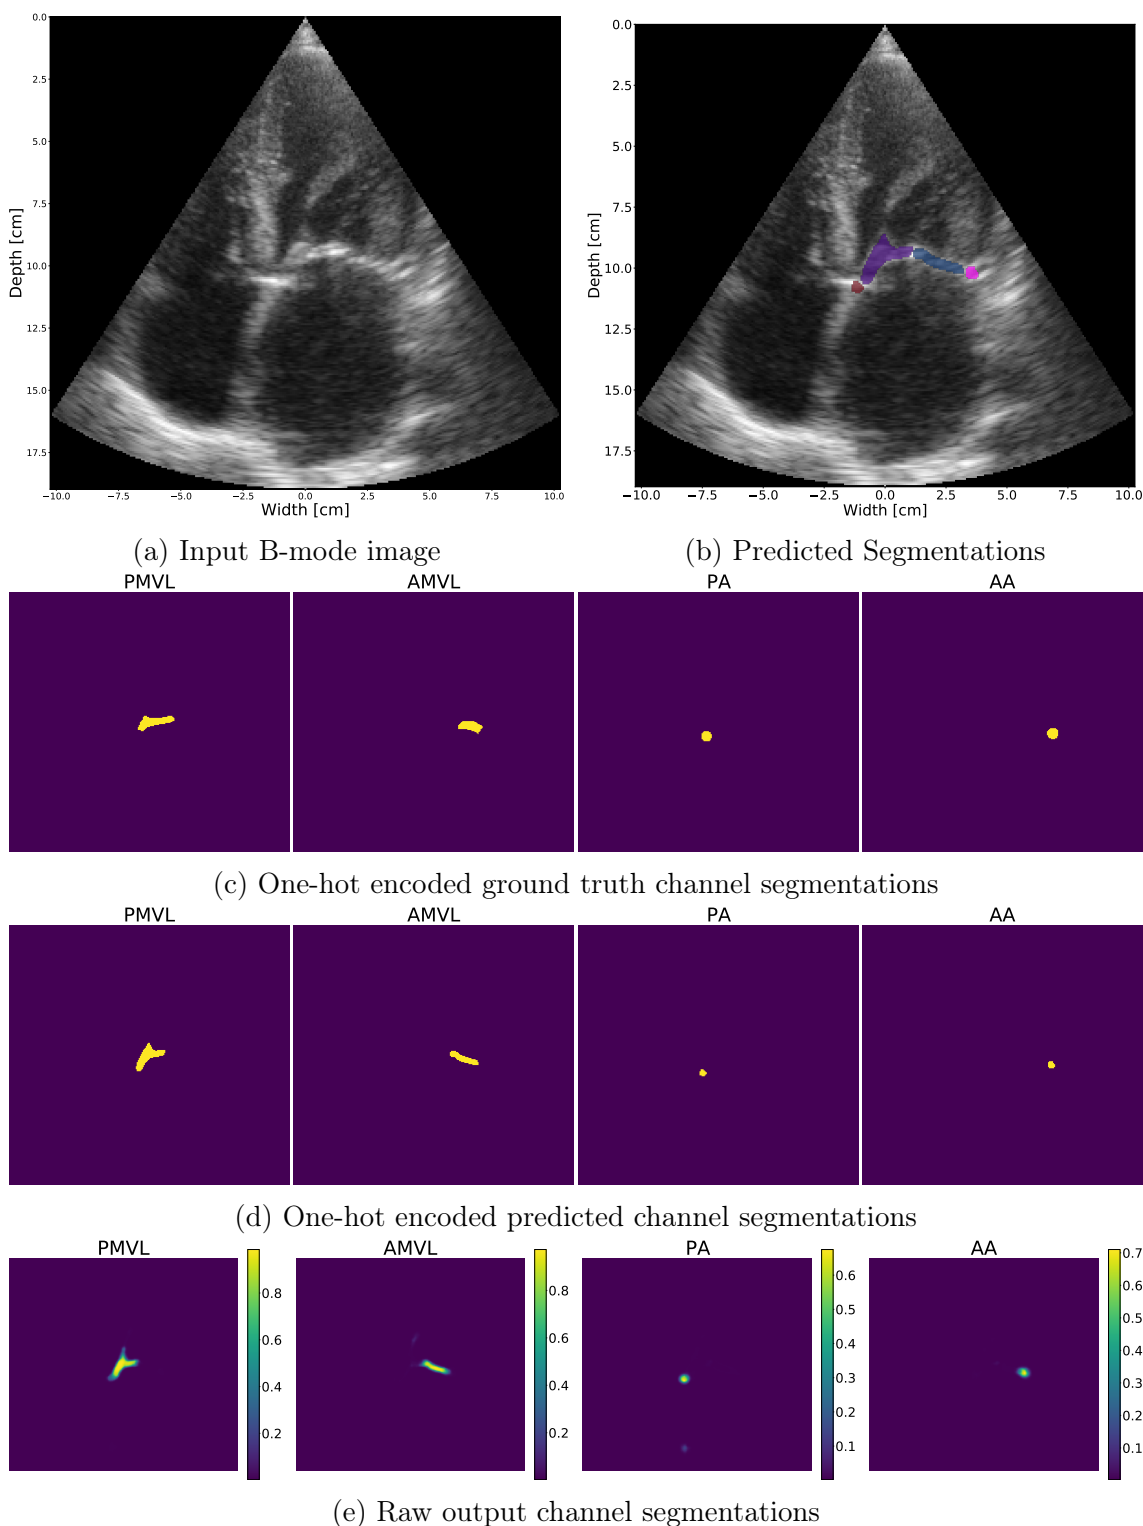 0.0
2.5
5.0
7.5
10.0
12.5
15.0
17.5
Depth [cm]
−10.0 −7.5 −5.0 −2.5 0.0 2.5 5.0 7.5 10.0
Width [cm]
0.0
2.5
5.0
7.5
10.0
12.5
15.0
17.5
Depth [cm]
−10.0 −7.5 −5.0 −2.5 0.0 2.5 5.0 7.5 10.0
Width [cm]
(a) Input B-mode image
(b) Predicted Segmentations
PMVL AMVL PA AA
(c) One-hot encoded ground truth channel segmentations
PMVL AMVL PA AA
(d) One-hot encoded predicted channel segmentations
PMVL AMVL PA AA
0.8
0.6
0.4
0.2
0.8
0.6
0.4
0.2
0.6
0.5
0.4
0.3
0.2
0.1
0.7
0.6
0.5
0.4
0.3
0.2
0.1
(e) Raw output channel segmentations